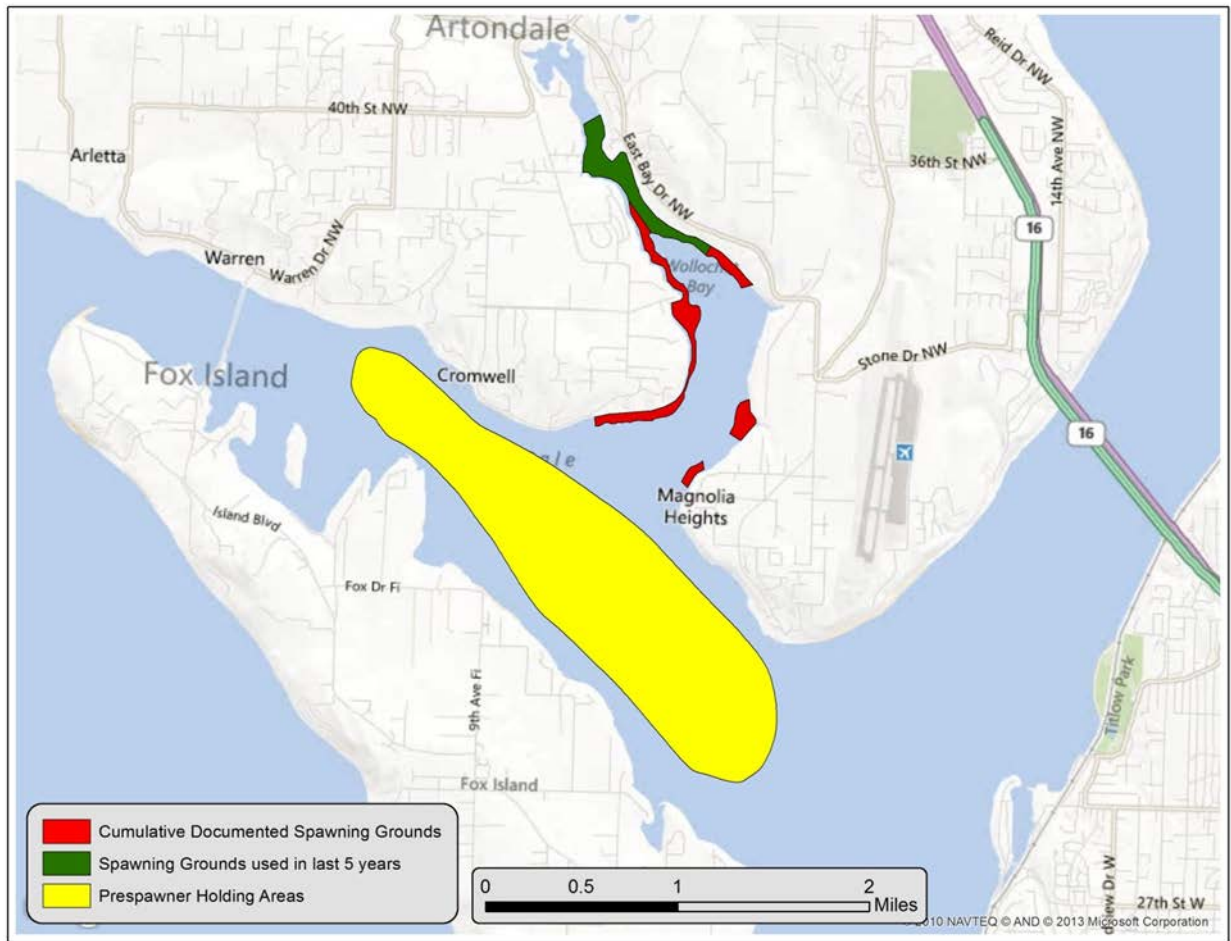 Artondale
40th St NW
Arletta
East Bay Dr NW
Reid Dr NW
14th Ave NW
36th St NW
16
Warren
Warren Dr NW
Bay
Fox Island
Cromwell
Stone Dr NW
16
Magnolia
Heights
Island Blvd
Fox Dr Fi
9th Ave Fi
Fox Island
Titlow Park
27th St W
Cumulative Documented Spawning Grounds
Spawning Grounds used in last 5 years
Prespawner Holding Areas
0 0.5 1 2
Miles
2010 NAVTEQ © AND © 2013 Microsoft Corporation